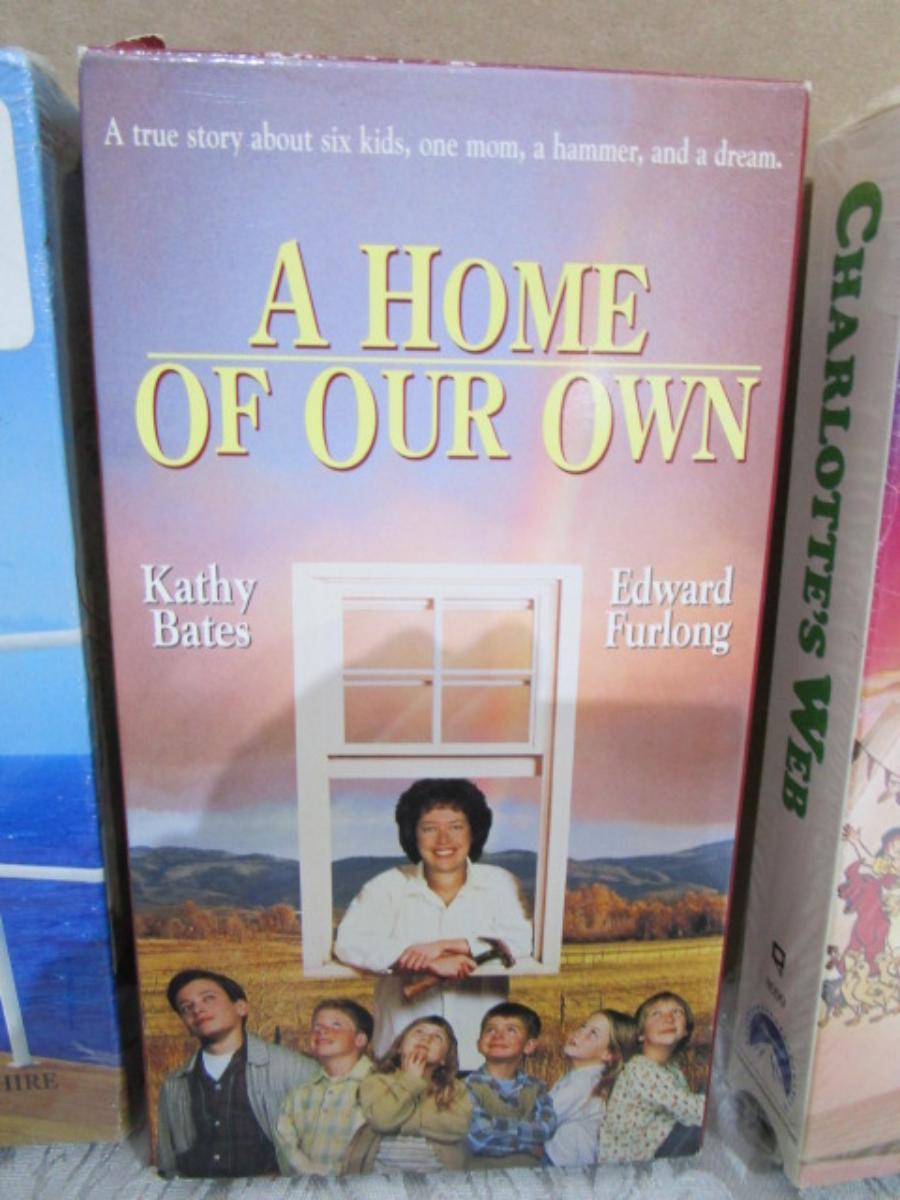 A true story about six kids, one mom, a hammer, and a dream.
A HOME
OF OUR OWN
Kathy
Bates
Edward
Furlong
CHARLOTTE'S WEB
HIRE